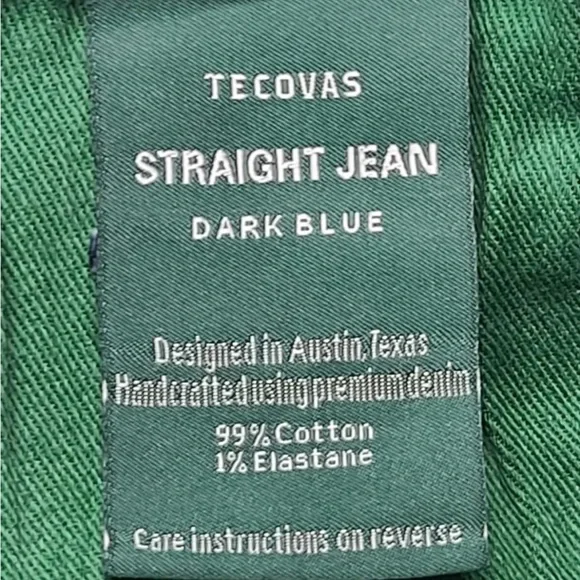 TECOVAS
STRAIGHT JEAN
DARK BLUE
Designed in Austin, Texas
Handcrafted using premium denim
99% Cotton
1% Elastane
Care instructions on reverse